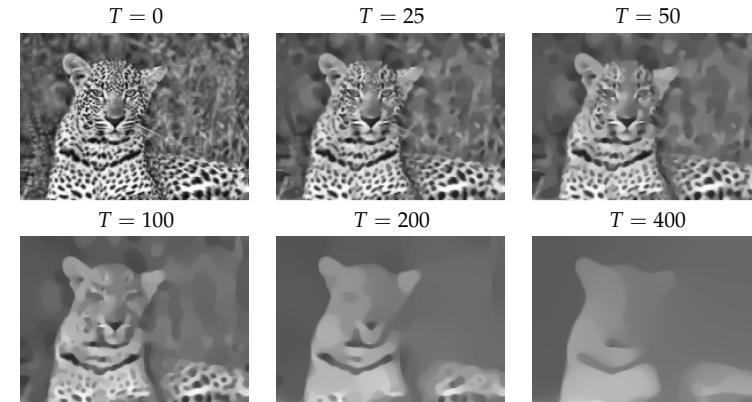 T = 0
T = 25
T = 50
T = 100
T = 200
T = 400